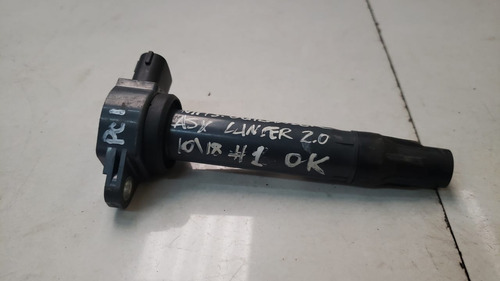 PC1
ASX LANCER 2.0
10/18 #1 OK